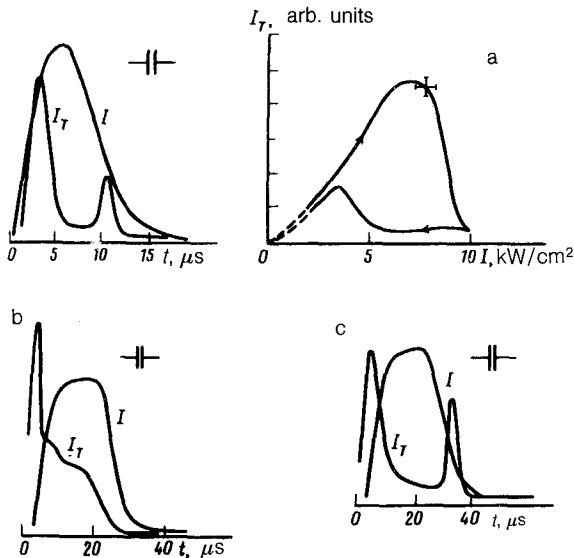 I_T, arb. units
a
I_T
I
I
0 5 10 15 t, μs
0 5 10 I, kW/cm²
b
c
I
I
I_T
I_T
0 20 40 t, μs
0 20 40 t, μs